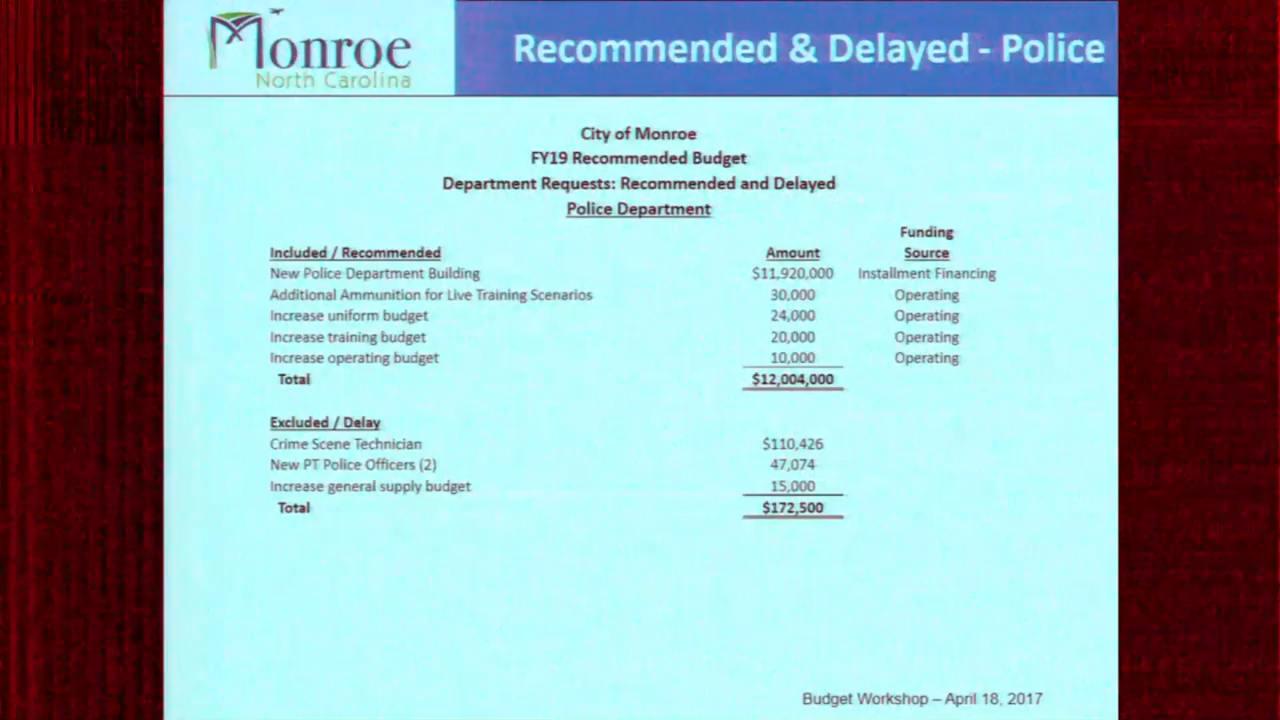 Monroe
North Carolina
Recommended & Delayed - Police
City of Monroe
FY19 Recommended Budget
Department Requests: Recommended and Delayed
Police Department
Funding
Included / Recommended Amount Source
New Police Department Building $11,920,000 Installment Financing
Additional Ammunition for Live Training Scenarios 30,000 Operating
Increase uniform budget 24,000 Operating
Increase training budget 20,000 Operating
Increase operating budget 10,000 Operating
Total $12,004,000
Excluded / Delay
Crime Scene Technician $110,426
New PT Police Officers (2) 47,074
Increase general supply budget 15,000
Total $172,500
Budget Workshop – April 18, 2017